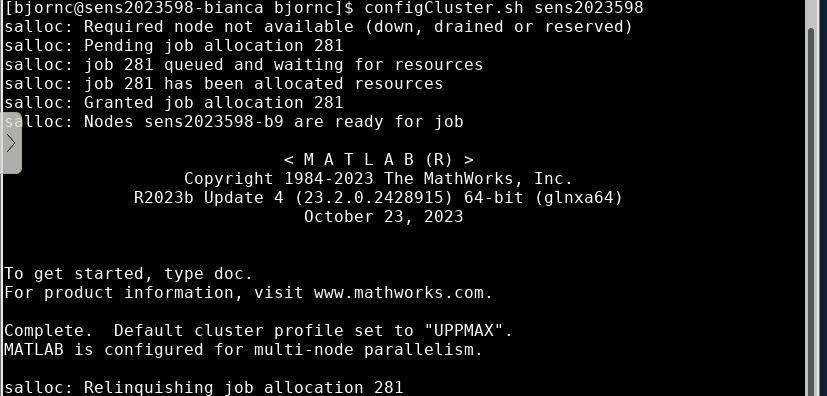 [bjornc@sens2023598-bianca bjornc]$ configCluster.sh sens2023598
salloc: Required node not available (down, drained or reserved)
salloc: Pending job allocation 281
salloc: job 281 queued and waiting for resources
salloc: job 281 has been allocated resources
salloc: Granted job allocation 281
salloc: Nodes sens2023598-b9 are ready for job
< M A T L A B (R) >
Copyright 1984-2023 The MathWorks, Inc.
R2023b Update 4 (23.2.0.2428915) 64-bit (glnxa64)
October 23, 2023
To get started, type doc.
For product information, visit www.mathworks.com.
Complete.  Default cluster profile set to "UPPMAX".
MATLAB is configured for multi-node parallelism.
salloc: Relinquishing job allocation 281